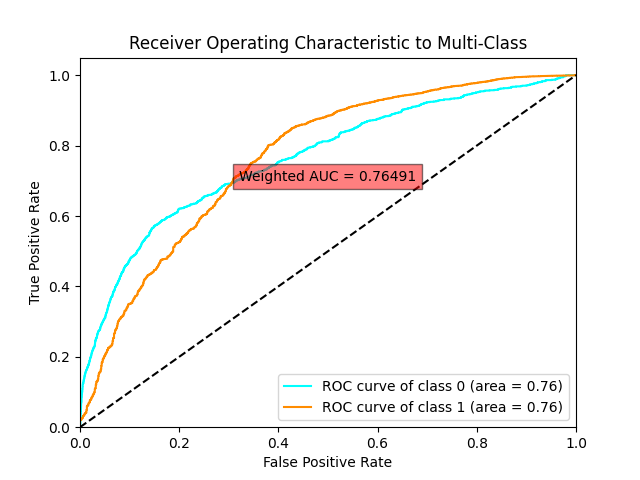 Receiver Operating Characteristic to Multi-Class
True Positive Rate
1.0
0.8
0.6
0.4
0.2
0.0
Weighted AUC = 0.76491
ROC curve of class 0 (area = 0.76)
ROC curve of class 1 (area = 0.76)
0.0 0.2 0.4 0.6 0.8 1.0
False Positive Rate